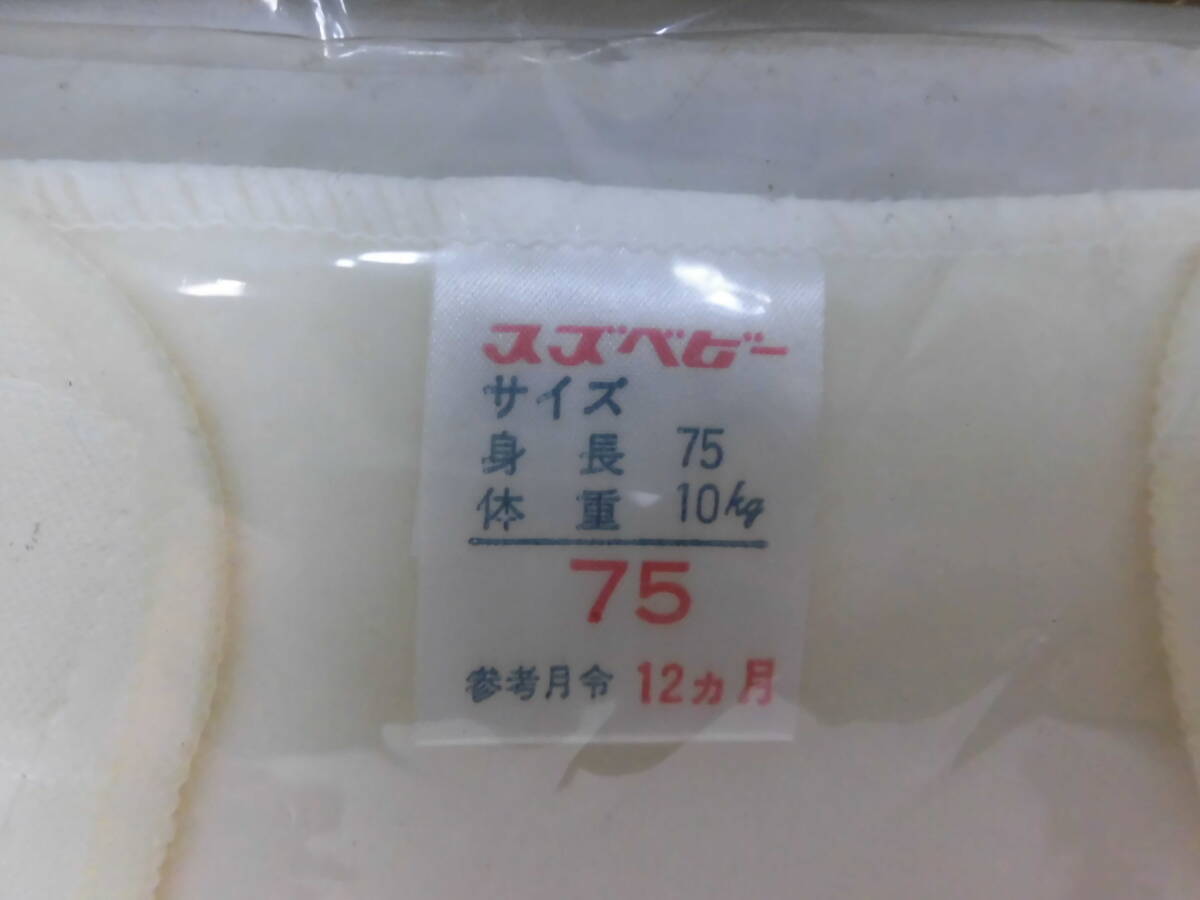 スズベビー
サイズ
身長 75
体重 10kg
75
参考月令 12ヵ月